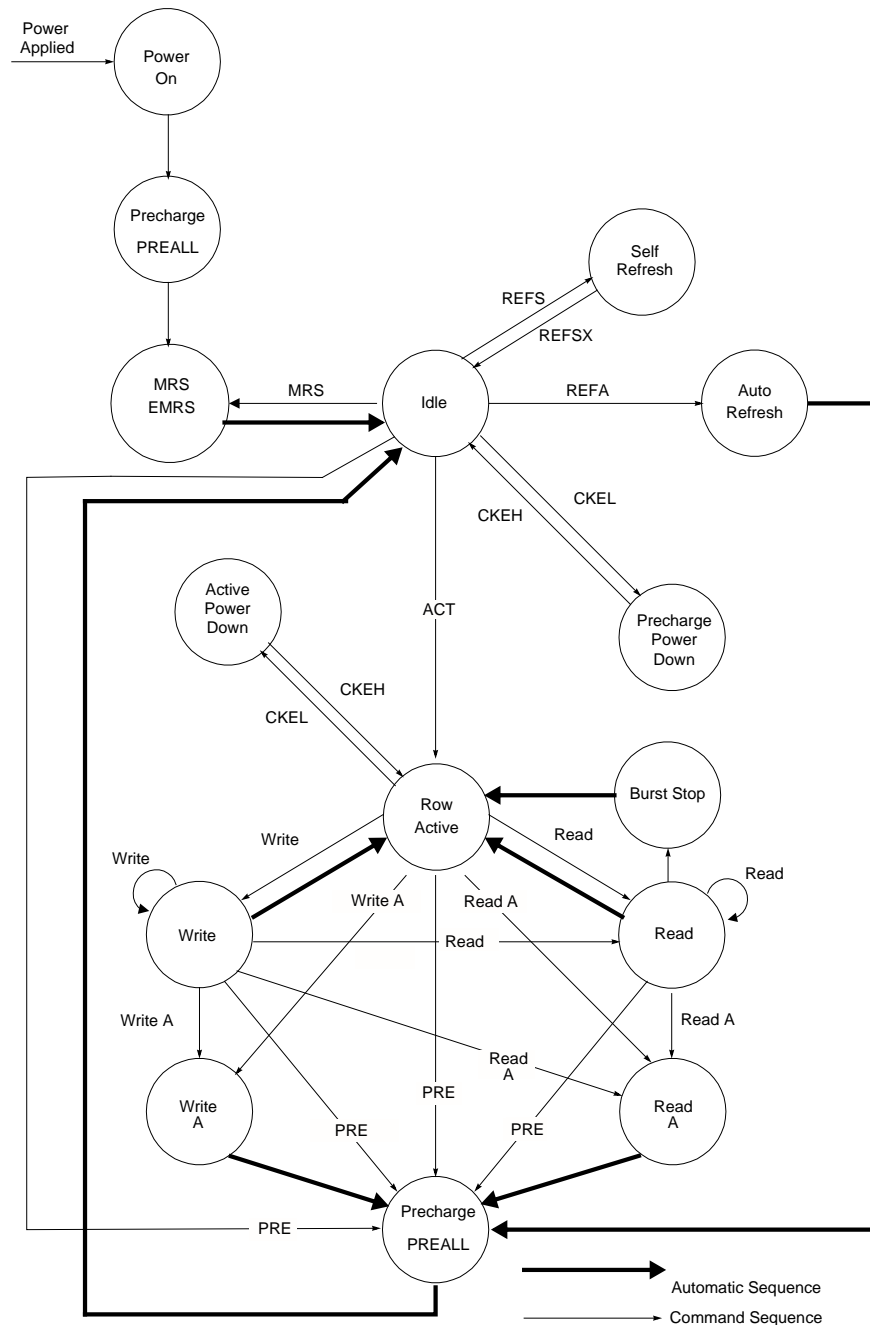 Power
Applied
Power
On
Precharge
PREALL
Self
Refresh
REFS
REFSX
MRS
EMRS
MRS
Idle
REFA
Auto
Refresh
CKEL
CKEH
Active
Power
Down
ACT
Precharge
Power
Down
CKEH
CKEL
Burst Stop
Row
Active
Write
Read
Write
Read
Write A
Read A
Write
Read
Read
Write A
Read A
Read
A
Write
A
PRE
Read
A
PRE
PRE
Precharge
PREALL
PRE
Automatic Sequence
Command Sequence